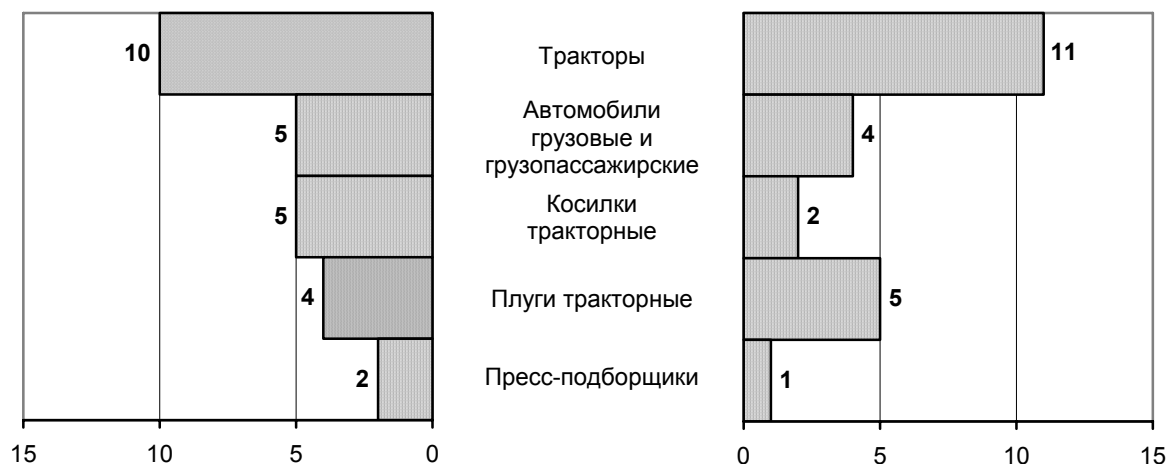 10
Тракторы
11
5
Автомобили
грузовые и
грузопассажирские
4
5
Косилки
тракторные
2
4
Плуги тракторные
5
2
Пресс-подборщики
1
15 10 5 0
0 5 10 15